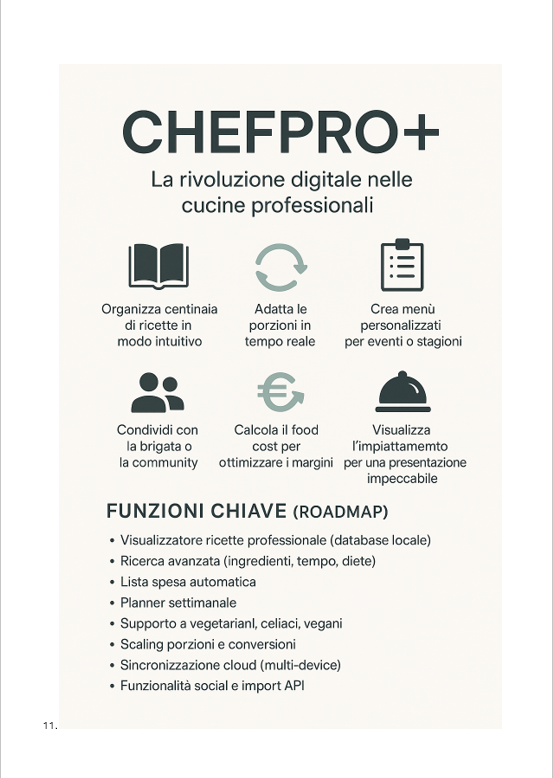 CHEFPRO+
La rivoluzione digitale nelle
cucine professionali
Organizza centinaia
di ricette in
modo intuitivo
Adatta le
porzioni in
tempo reale
Crea menù
personalizzati
per eventi o stagioni
Condividi con
la brigata o
la community
Calcola il food
cost per
ottimizzare i margini
Visualizza
l'impiattamemto
per una presentazione
impeccabile
FUNZIONI CHIAVE (ROADMAP)
• Visualizzatore ricette professionale (database locale)
• Ricerca avanzata (ingredienti, tempo, diete)
• Lista spesa automatica
• Planner settimanale
• Supporto a vegetarianI, celiaci, vegani
• Scaling porzioni e conversioni
• Sincronizzazione cloud (multi-device)
• Funzionalità social e import API
11.